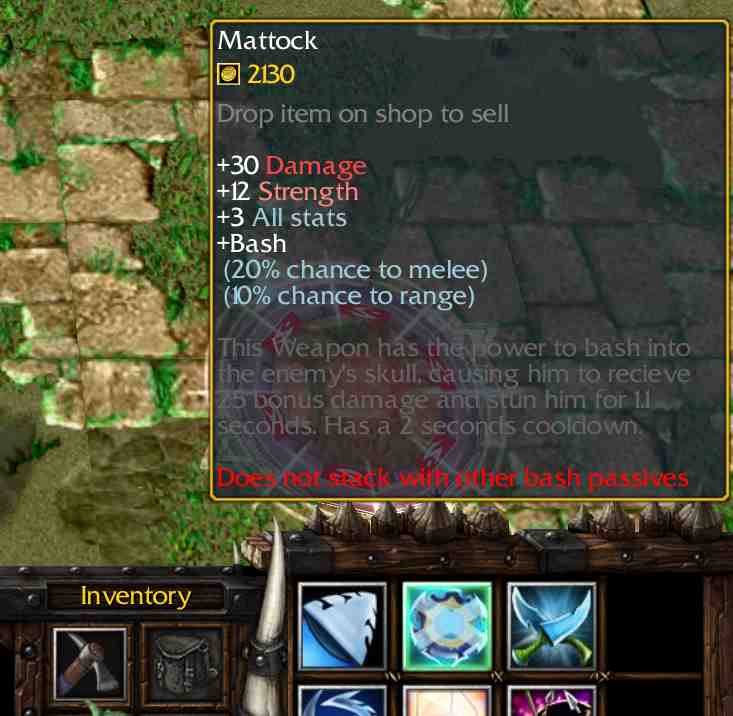 Mattock
2130
Drop item on shop to sell
+30 Damage
+12 Strength
+3 All stats
+Bash
(20% chance to melee)
(10% chance to range)
This Weapon has the power to bash into
the enemy's skull, causing him to recieve
25 bonus damage and stun him for 1.1
seconds. Has a 2 seconds cooldown.
Does not stack with other bash passives
Inventory